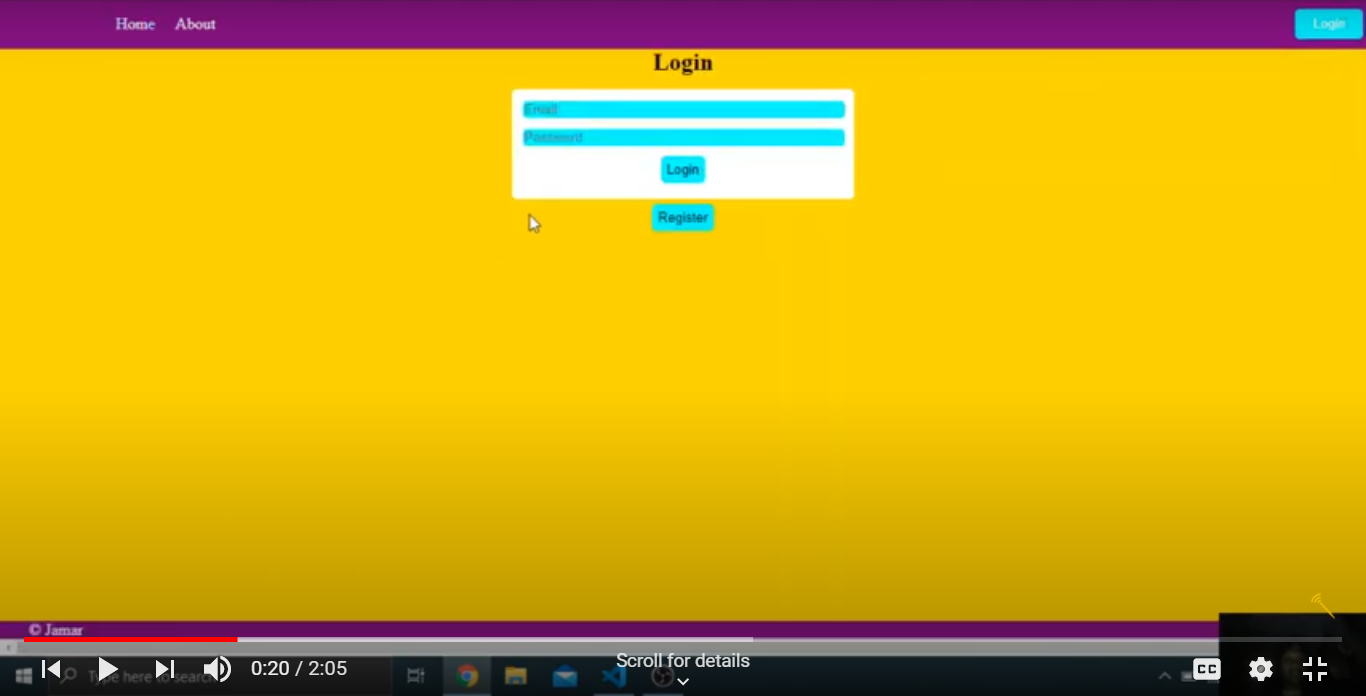 Home About
Login
Login
Email
Password
Login
Register
© Jamar
Type here to search
0:20 / 2:05
Scroll for details
CC